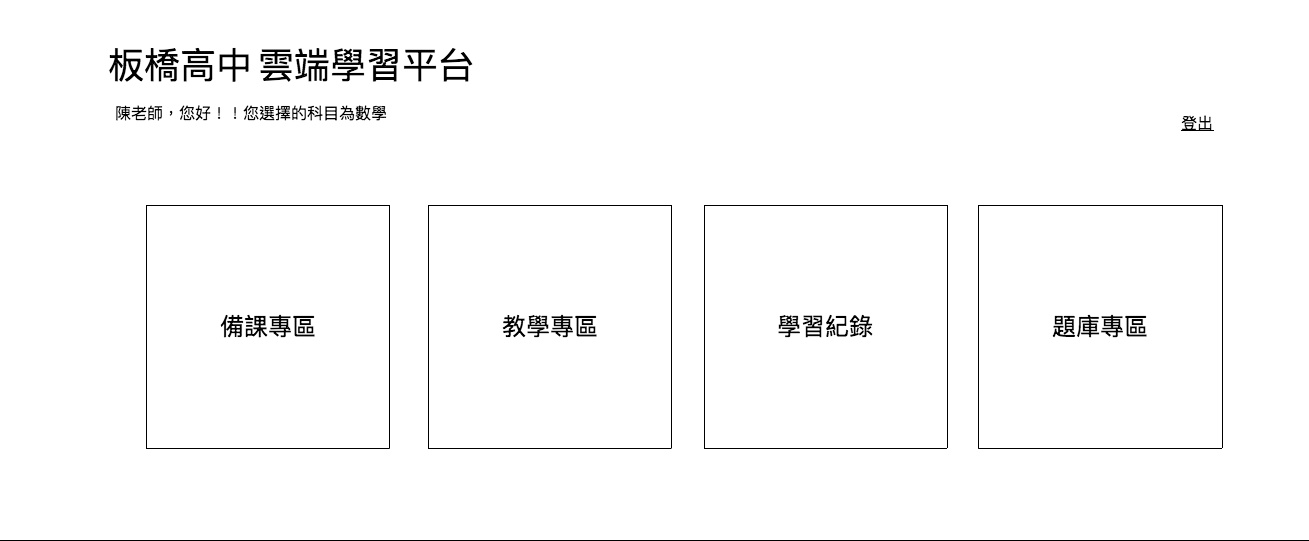 板橋高中 雲端學習平台
陳老師，您好！！您選擇的科目為數學
登出
備課專區
教學專區
學習紀錄
題庫專區